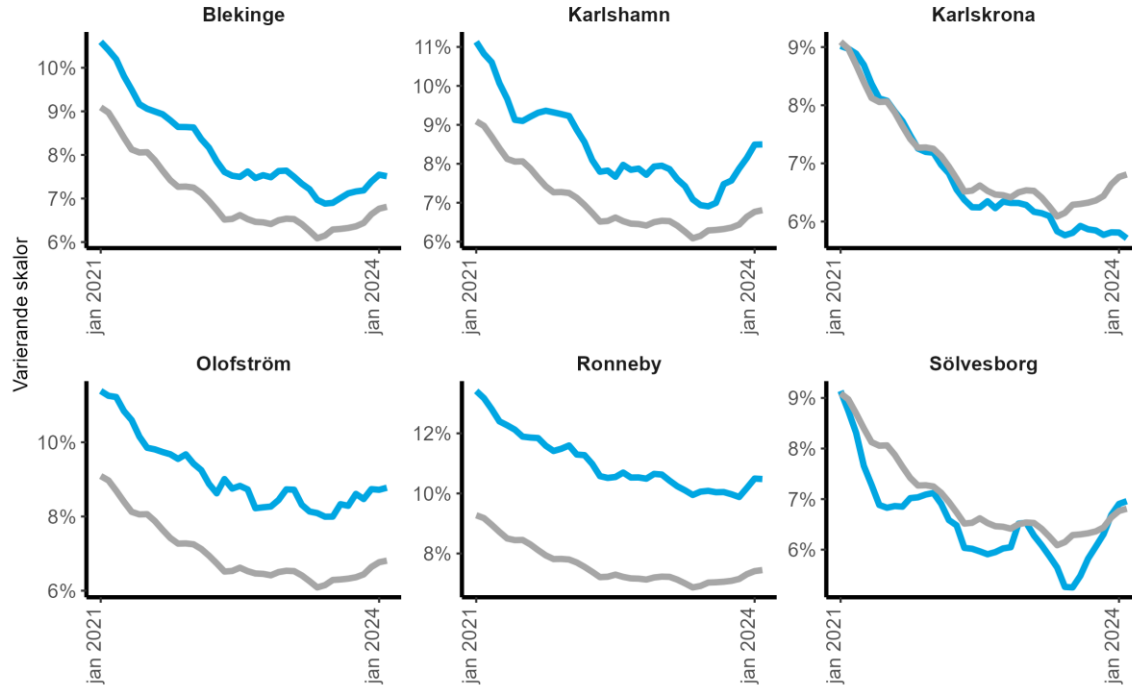 Varierande skalor
Blekinge
10%
9%
8%
7%
6%
jan 2021
jan 2024
Karlshamn
11%
10%
9%
8%
7%
6%
jan 2021
jan 2024
Karlskrona
9%
8%
7%
6%
jan 2021
jan 2024
Olofström
10%
8%
6%
jan 2021
jan 2024
Ronneby
12%
10%
8%
jan 2021
jan 2024
Sölvesborg
9%
8%
7%
6%
jan 2021
jan 2024